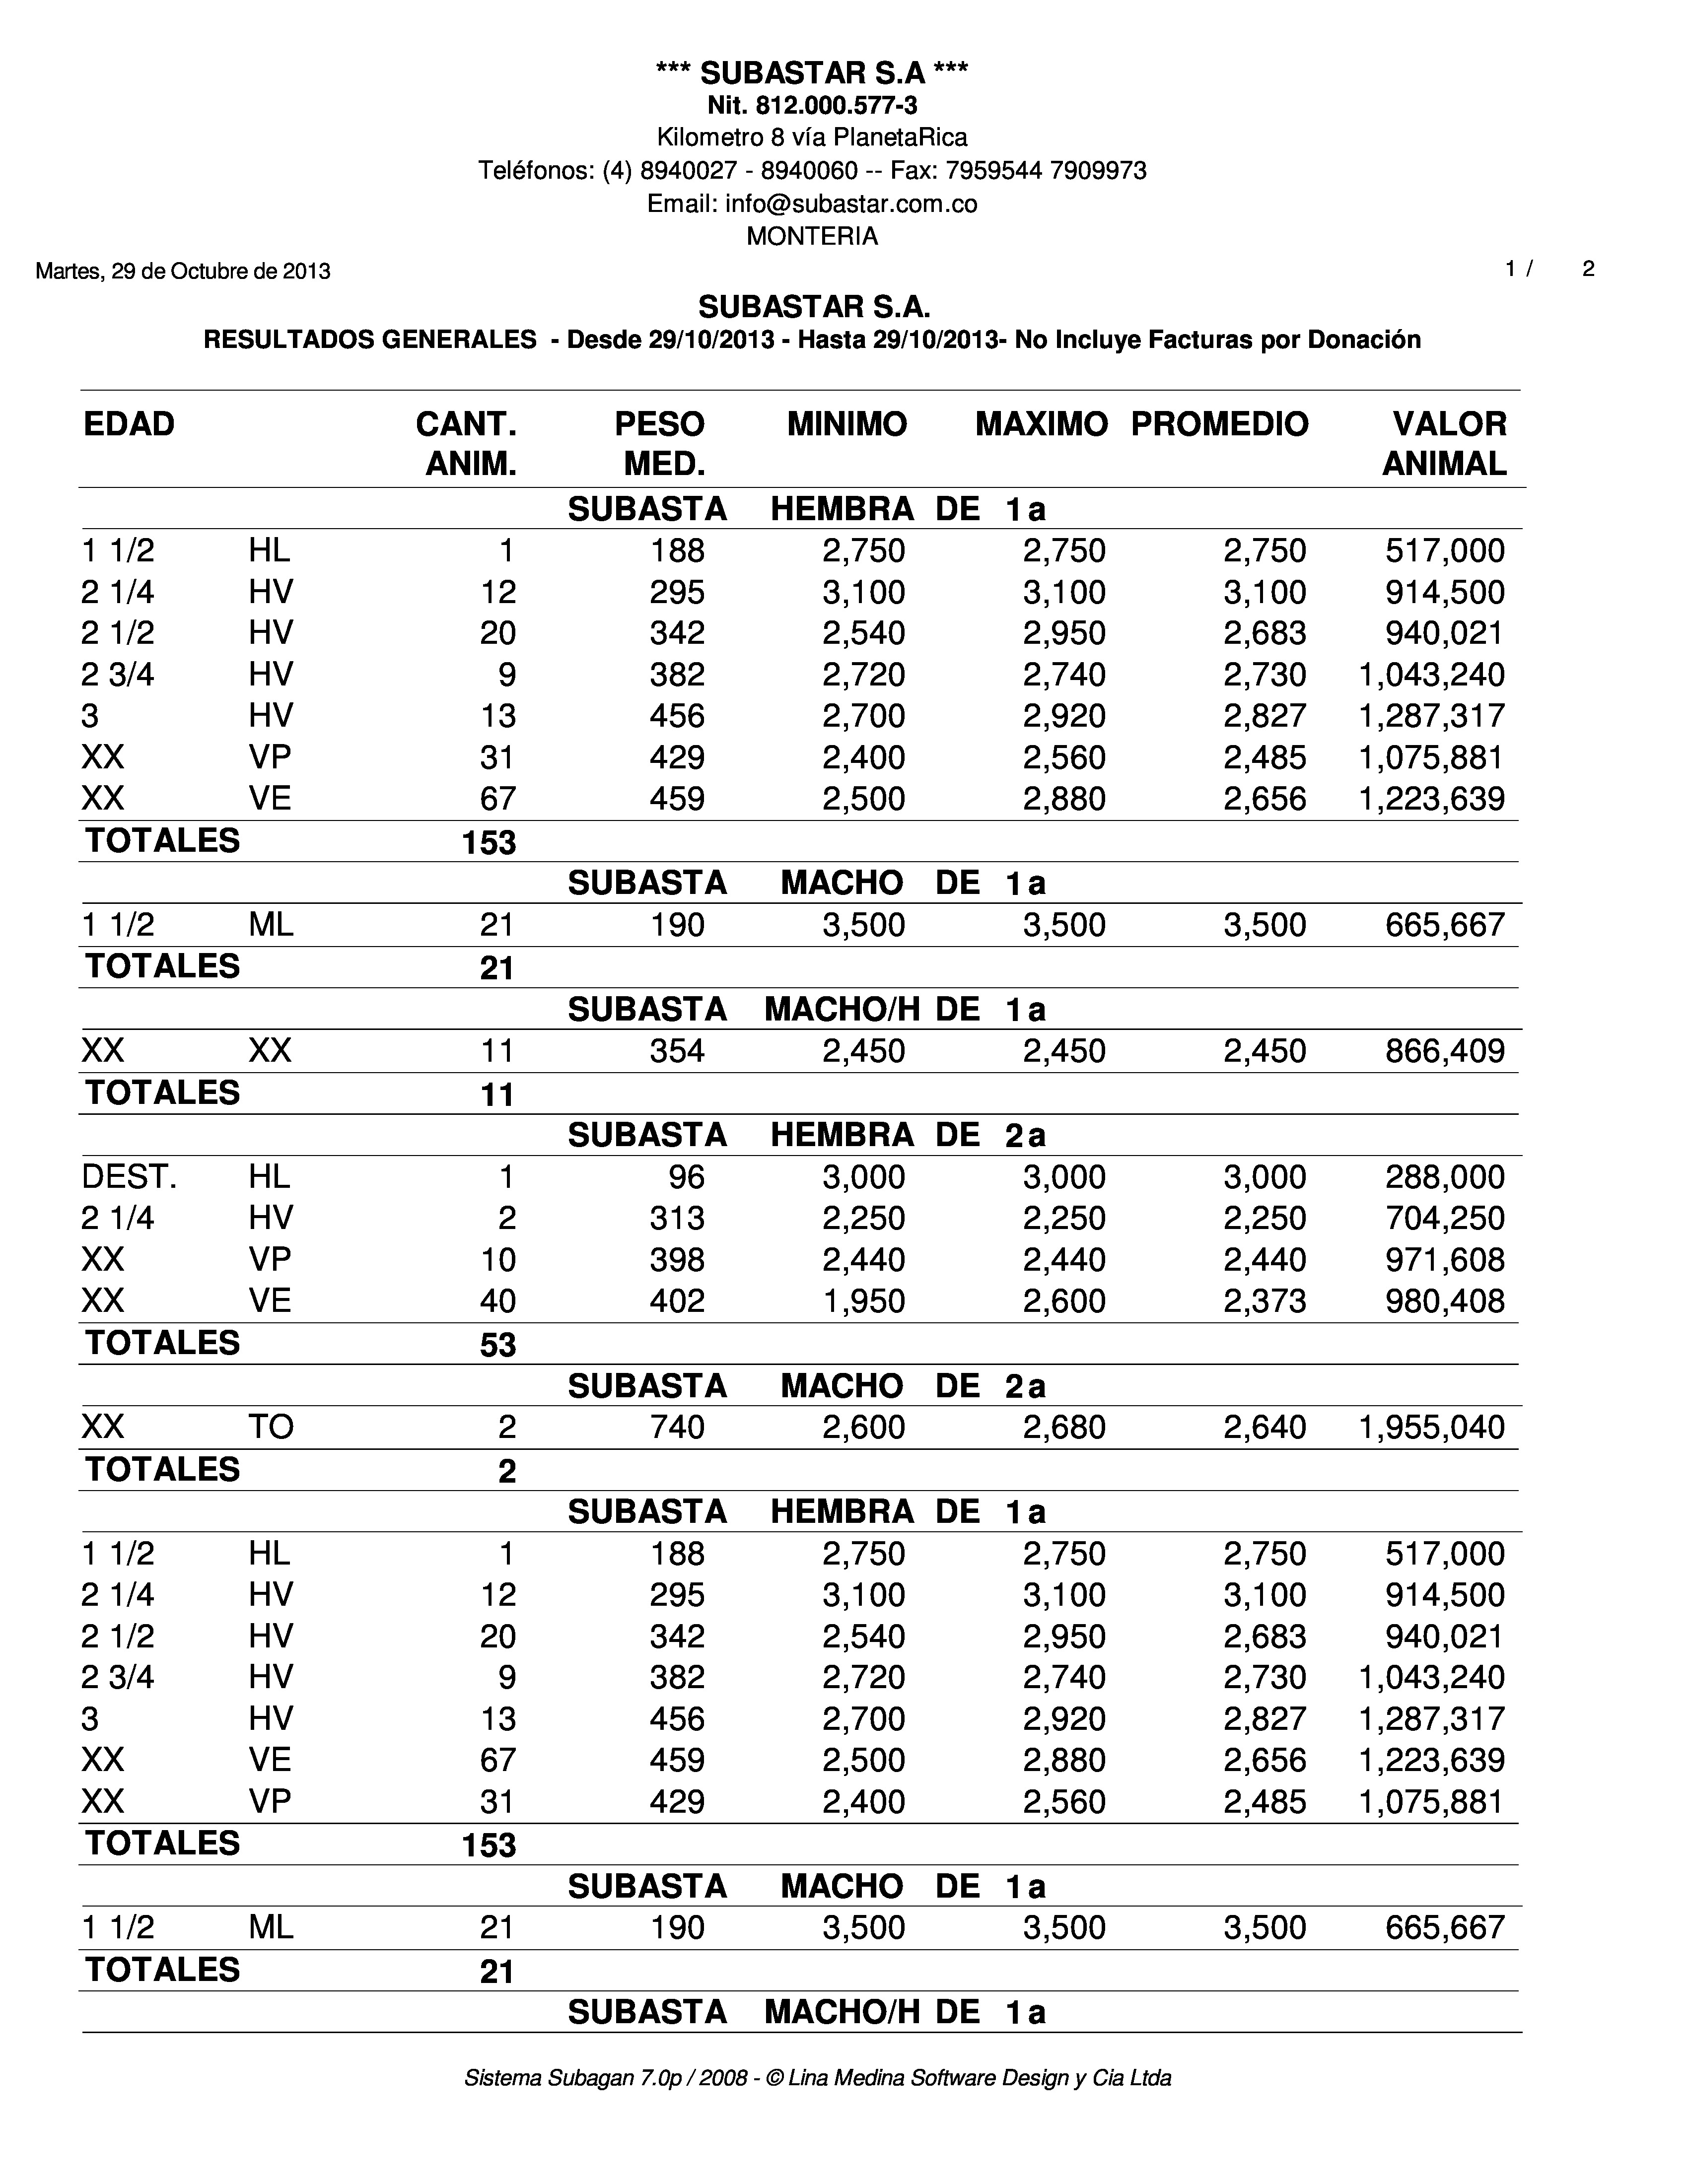 *** SUBASTAR S.A ***
Nit. 812.000.577-3
Kilometro 8 vía PlanetaRica
Teléfonos: (4) 8940027 - 8940060 -- Fax: 7959544 7909973
Email: info@subastar.com.co
MONTERIA
Martes, 29 de Octubre de 2013 1 / 2
SUBASTAR S.A.
RESULTADOS GENERALES - Desde 29/10/2013 - Hasta 29/10/2013- No Incluye Facturas por Donación
EDAD CANT. PESO MINIMO MAXIMO PROMEDIO VALOR
ANIM. MED. ANIMAL
SUBASTA HEMBRA DE 1a
1 1/2 HL 1 188 2,750 2,750 2,750 517,000
2 1/4 HV 12 295 3,100 3,100 3,100 914,500
2 1/2 HV 20 342 2,540 2,950 2,683 940,021
2 3/4 HV 9 382 2,720 2,740 2,730 1,043,240
3 HV 13 456 2,700 2,920 2,827 1,287,317
XX VP 31 429 2,400 2,560 2,485 1,075,881
XX VE 67 459 2,500 2,880 2,656 1,223,639
TOTALES 153
SUBASTA MACHO DE 1a
1 1/2 ML 21 190 3,500 3,500 3,500 665,667
TOTALES 21
SUBASTA MACHO/H DE 1a
XX XX 11 354 2,450 2,450 2,450 866,409
TOTALES 11
SUBASTA HEMBRA DE 2a
DEST. HL 1 96 3,000 3,000 3,000 288,000
2 1/4 HV 2 313 2,250 2,250 2,250 704,250
XX VP 10 398 2,440 2,440 2,440 971,608
XX VE 40 402 1,950 2,600 2,373 980,408
TOTALES 53
SUBASTA MACHO DE 2a
XX TO 2 740 2,600 2,680 2,640 1,955,040
TOTALES 2
SUBASTA HEMBRA DE 1a
1 1/2 HL 1 188 2,750 2,750 2,750 517,000
2 1/4 HV 12 295 3,100 3,100 3,100 914,500
2 1/2 HV 20 342 2,540 2,950 2,683 940,021
2 3/4 HV 9 382 2,720 2,740 2,730 1,043,240
3 HV 13 456 2,700 2,920 2,827 1,287,317
XX VE 67 459 2,500 2,880 2,656 1,223,639
XX VP 31 429 2,400 2,560 2,485 1,075,881
TOTALES 153
SUBASTA MACHO DE 1a
1 1/2 ML 21 190 3,500 3,500 3,500 665,667
TOTALES 21
SUBASTA MACHO/H DE 1a
Sistema Subagan 7.0p / 2008 - © Lina Medina Software Design y Cia Ltda